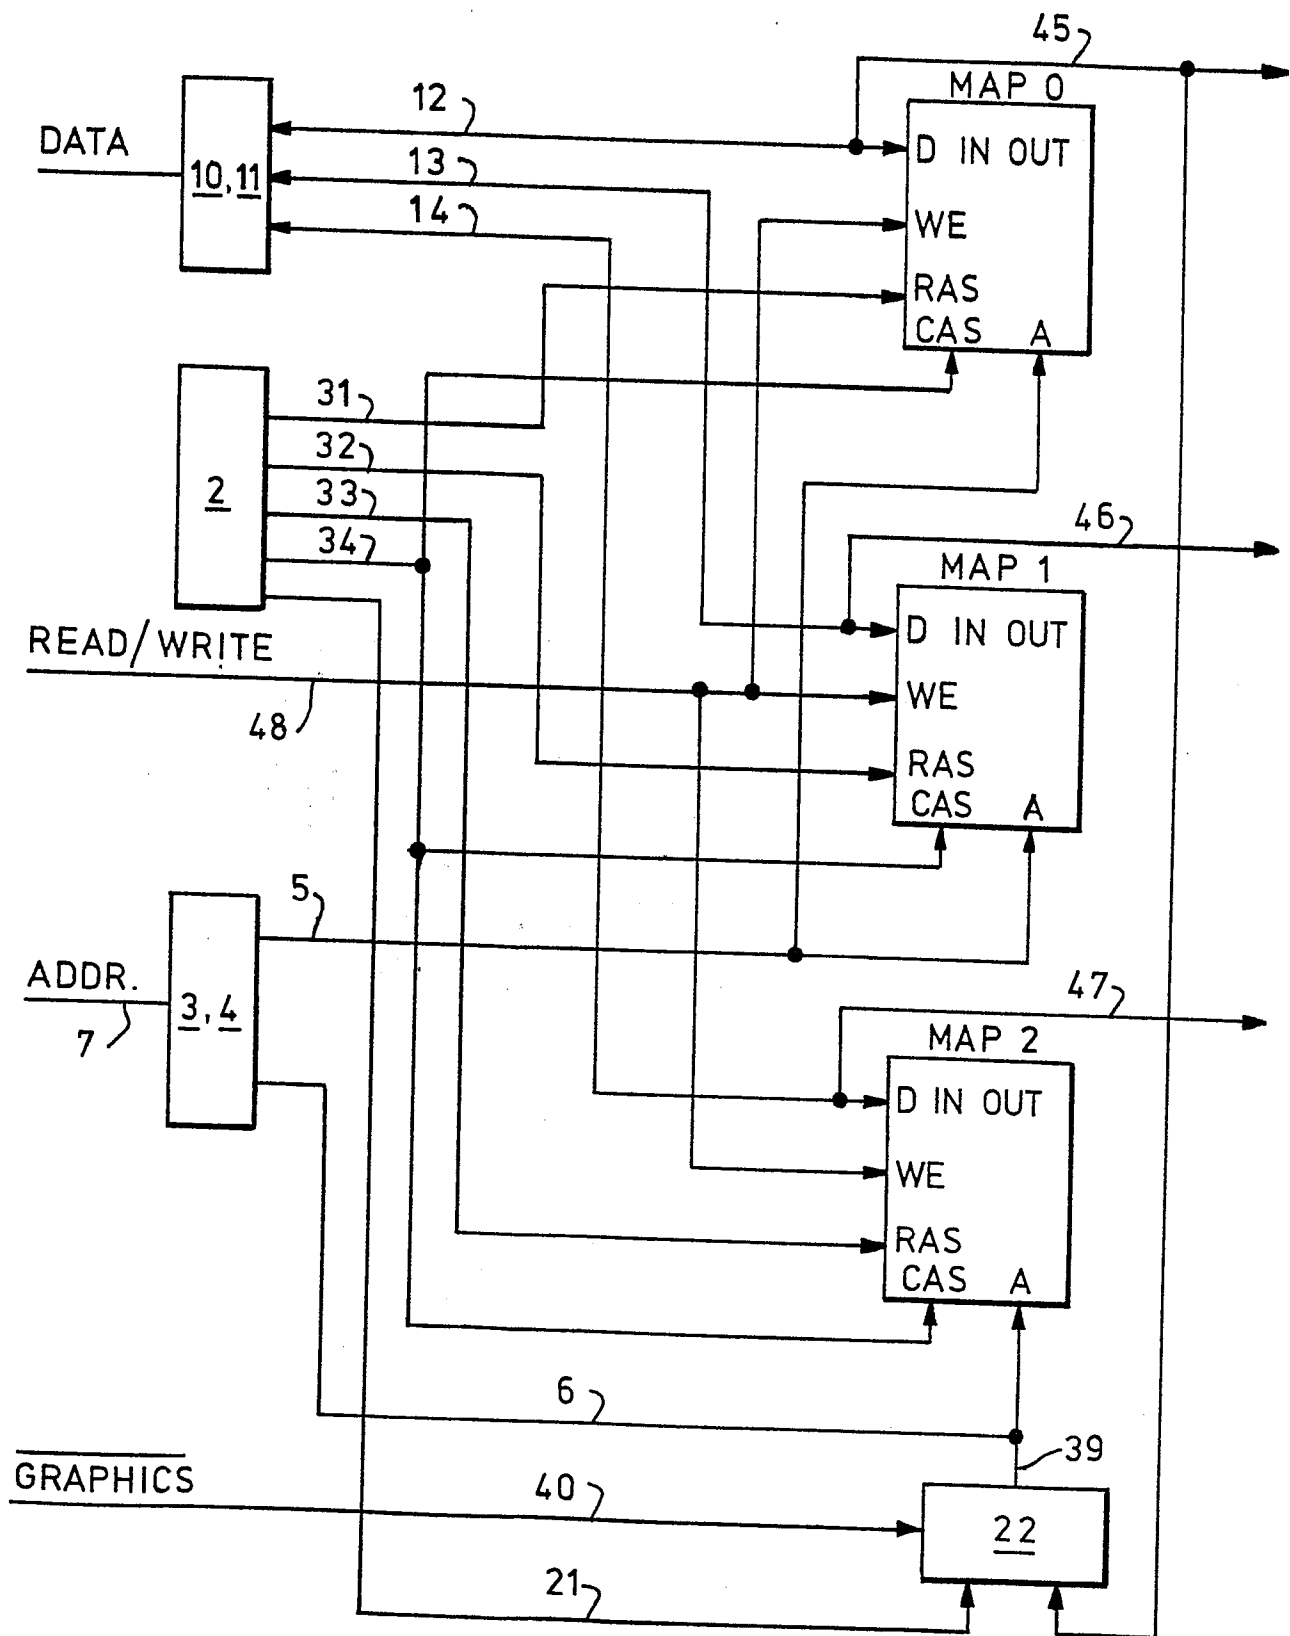 45
MAP 0
12
DATA
D IN OUT
13
10, 11
14
WE
RAS
CAS A
31
32
2
33
46
34
MAP 1
D IN OUT
READ/WRITE
WE
48
RAS
CAS A
5
ADDR.
47
3, 4
7
MAP 2
D IN OUT
WE
RAS
CAS A
6
39
GRAPHICS
40
22
21